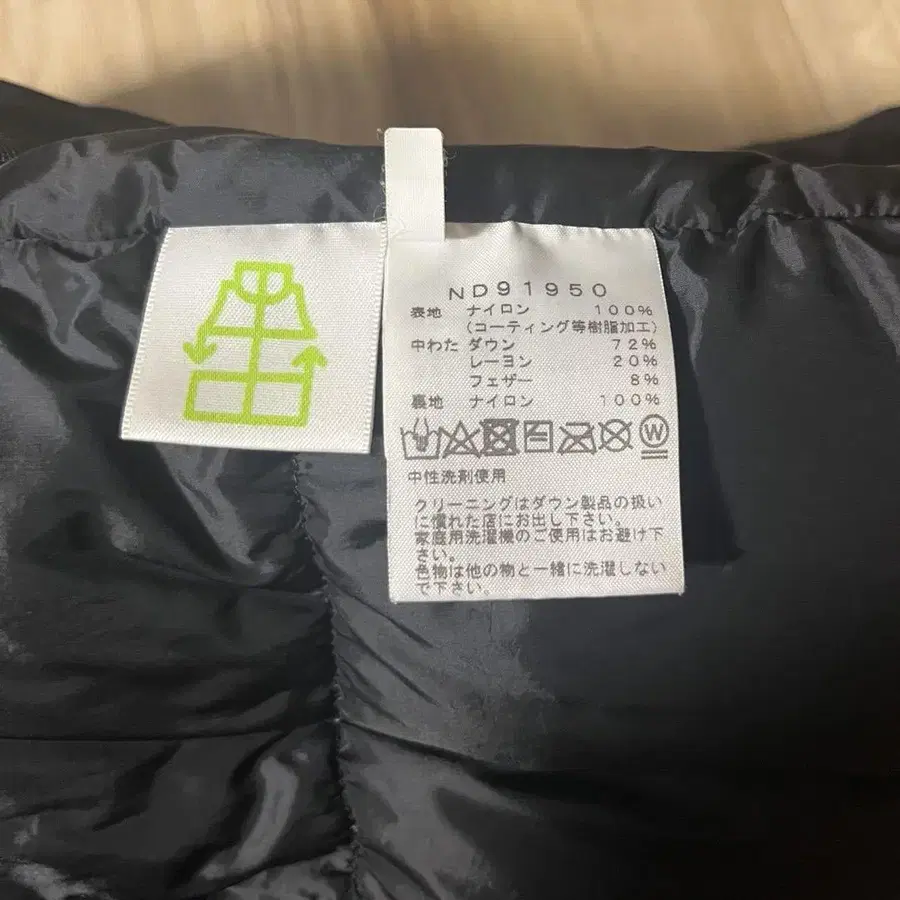 ND91950
表地 ナイロン 100%
(コーティング等樹脂加工)
中わた ダウン 72%
レーヨン 20%
フェザー 8%
裏地 ナイロン 100%
W
中性洗剤使用
クリーニングはダウン製品の扱い
に慣れた店にお出し下さい。
家庭用洗濯機のご使用はお避け下
さい。
色物は他の物と一緒に洗濯しない
で下さい。